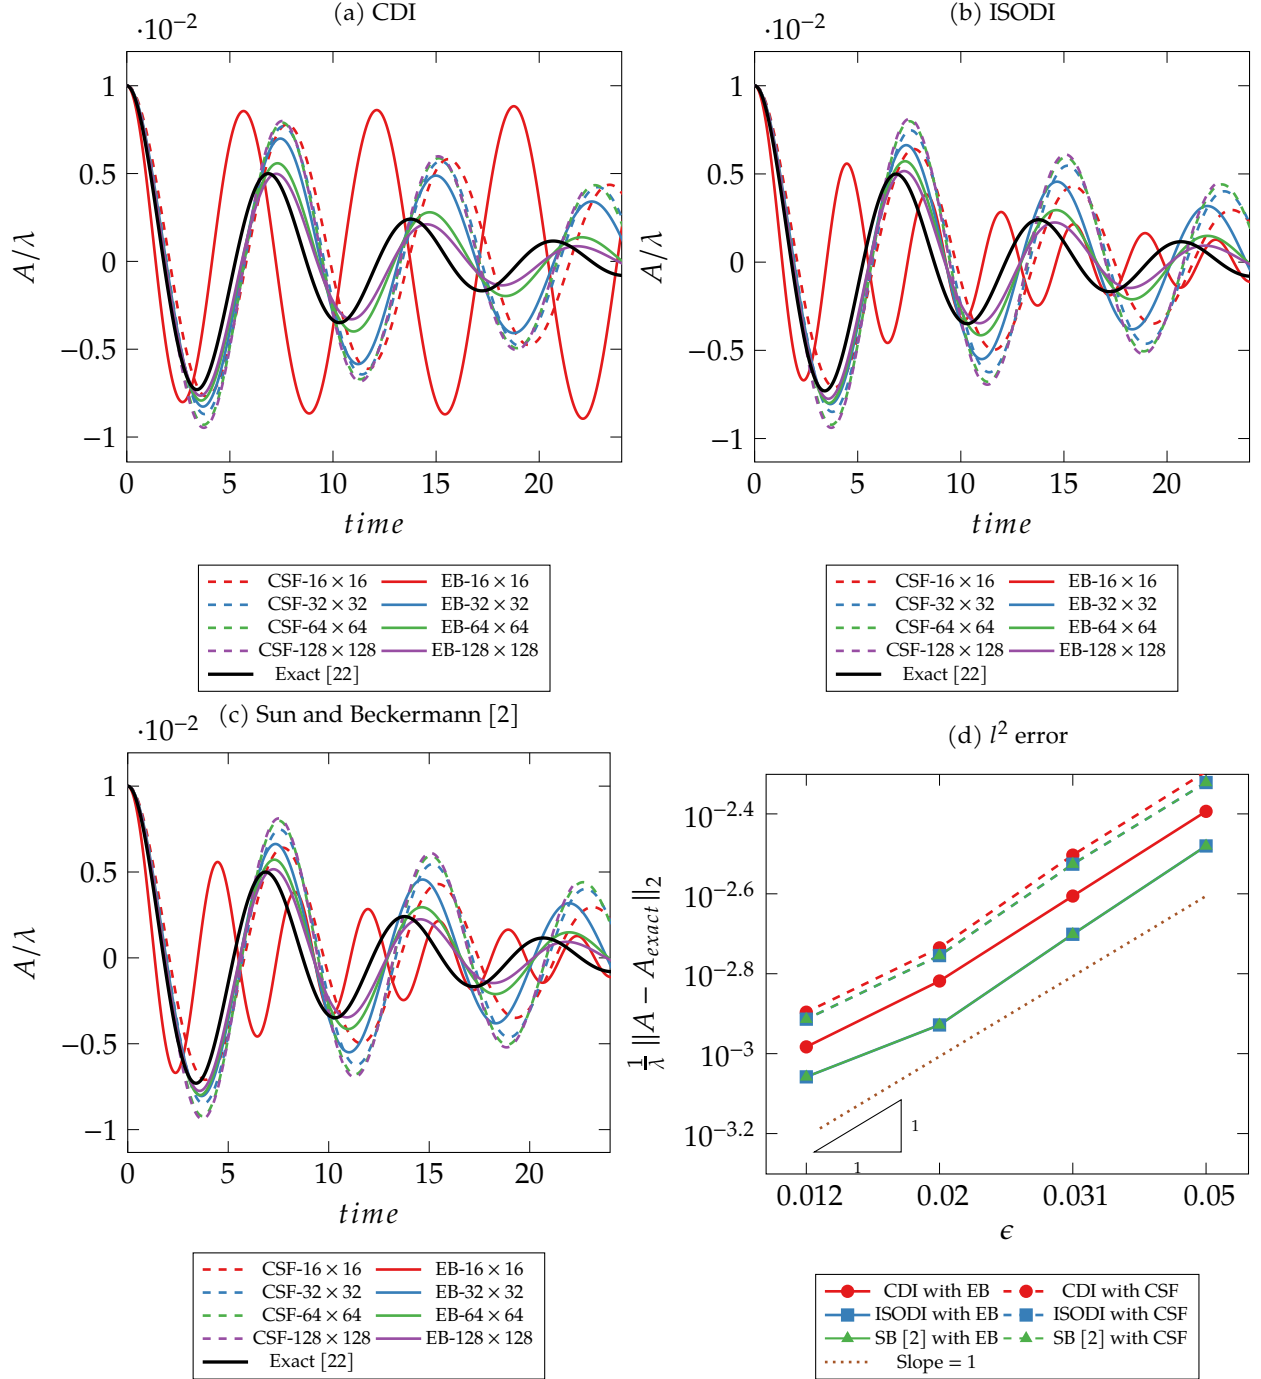 (a) CDI
·10⁻²
1
0.5
0
−0.5
−1
A/λ
0 5 10 15 20
time
CSF-16 × 16 EB-16 × 16
CSF-32 × 32 EB-32 × 32
CSF-64 × 64 EB-64 × 64
CSF-128 × 128 EB-128 × 128
Exact [22]
(b) ISODI
·10⁻²
1
0.5
0
−0.5
−1
A/λ
0 5 10 15 20
time
CSF-16 × 16 EB-16 × 16
CSF-32 × 32 EB-32 × 32
CSF-64 × 64 EB-64 × 64
CSF-128 × 128 EB-128 × 128
Exact [22]
(c) Sun and Beckermann [2]
·10⁻²
1
0.5
0
−0.5
−1
A/λ
0 5 10 15 20
time
CSF-16 × 16 EB-16 × 16
CSF-32 × 32 EB-32 × 32
CSF-64 × 64 EB-64 × 64
CSF-128 × 128 EB-128 × 128
Exact [22]
(d) l² error
10^−2.4
10^−2.6
10^−2.8
10^−3
10^−3.2
1/λ ||A − A_exact||₂
1
1
0.012 0.02 0.031 0.05
ϵ
CDI with EB CDI with CSF
ISODI with EB ISODI with CSF
SB [2] with EB SB [2] with CSF
Slope = 1